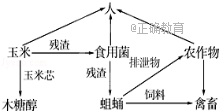 人
@正确教育
玉米 残渣 食用菌 农作物
玉米芯 残渣 排泄物
木糖醇 蚯蚓 饲料 禽畜